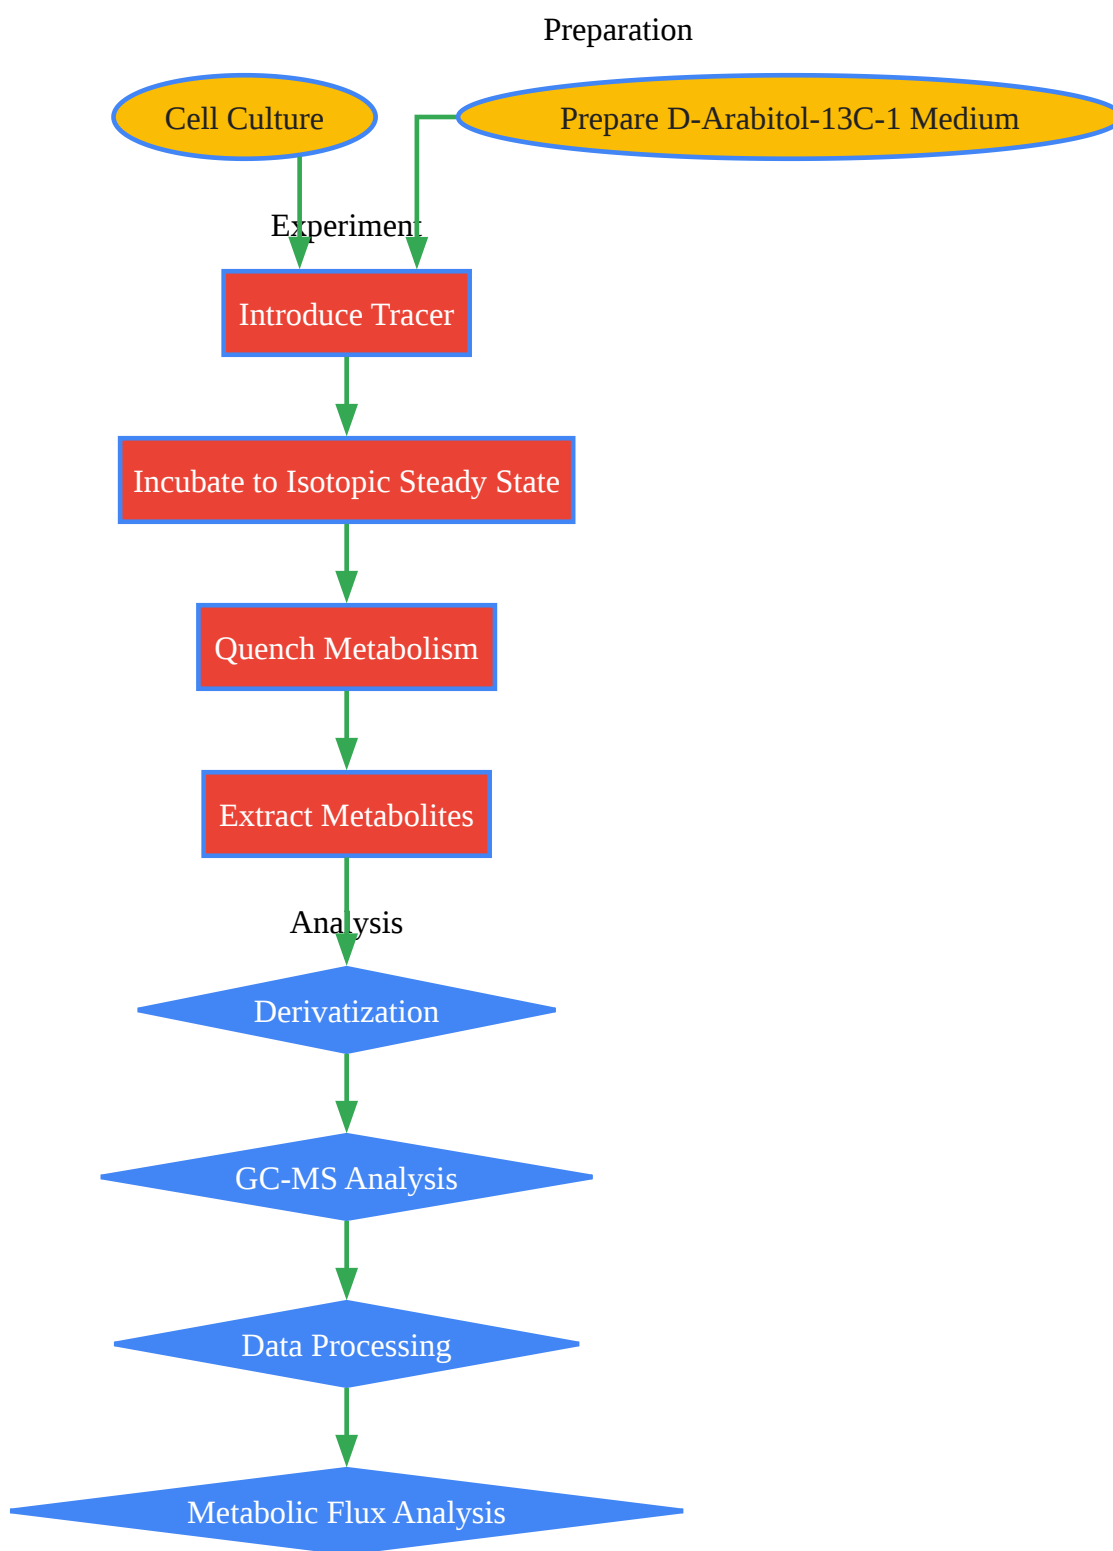 Preparation
Cell Culture
Prepare D-Arabitol-13C-1 Medium
Experiment
Introduce Tracer
Incubate to Isotopic Steady State
Quench Metabolism
Extract Metabolites
Analysis
Derivatization
GC-MS Analysis
Data Processing
Metabolic Flux Analysis